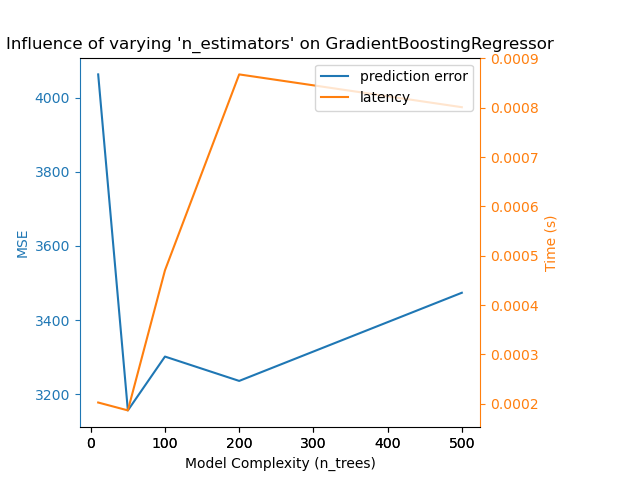 Influence of varying 'n_estimators' on GradientBoostingRegressor
prediction error
latency
MSE
4000
3800
3600
3400
3200
0.0009
0.0008
0.0007
0.0006
0.0005
0.0004
0.0003
0.0002
Time (s)
0 100 200 300 400 500
Model Complexity (n_trees)